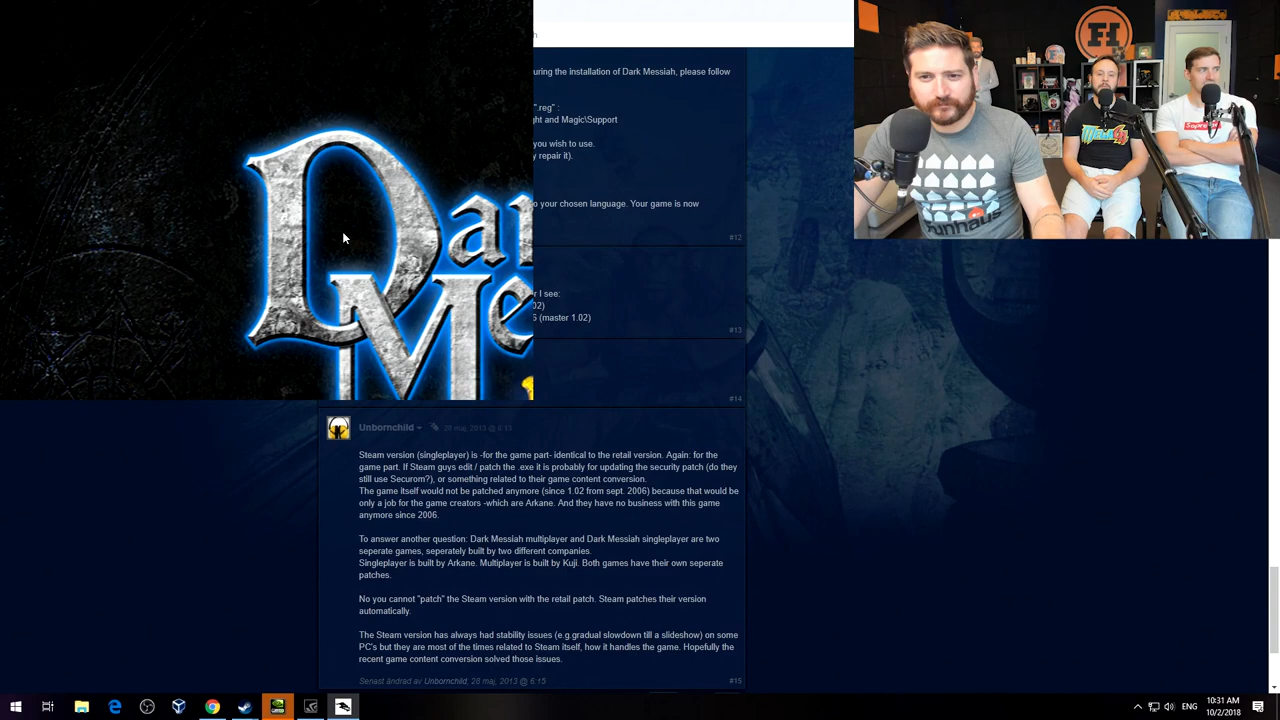 uring the installation of Dark Messiah, please follow
".reg" :
ght and Magic\Support
you wish to use.
y repair it).
o your chosen language. Your game is now
#12
r I see:
02)
6 (master 1.02)
#13
#14
Dar
Me
Unbornchild
28 maj, 2013 @ 6:13
Steam version (singleplayer) is -for the game part- identical to the retail version. Again: for the
game part. If Steam guys edit / patch the .exe it is probably for updating the security patch (do they
still use Securom?), or something related to their game content conversion.
The game itself would not be patched anymore (since 1.02 from sept. 2006) because that would be
only a job for the game creators -which are Arkane. And they have no business with this game
anymore since 2006.
To answer another question: Dark Messiah multiplayer and Dark Messiah singleplayer are two
seperate games, seperately built by two different companies.
Singleplayer is built by Arkane. Multiplayer is built by Kuji. Both games have their own seperate
patches.
No you cannot "patch" the Steam version with the retail patch. Steam patches their version
automatically.
The Steam version has always had stability issues (e.g.gradual slowdown till a slideshow) on some
PC's but they are most of the times related to Steam itself, how it handles the game. Hopefully the
recent game content conversion solved those issues.
Senast ändrad av Unbornchild; 28 maj, 2013 @ 6:15
#15
unhaus
ENG
10:31 AM
10/2/2018